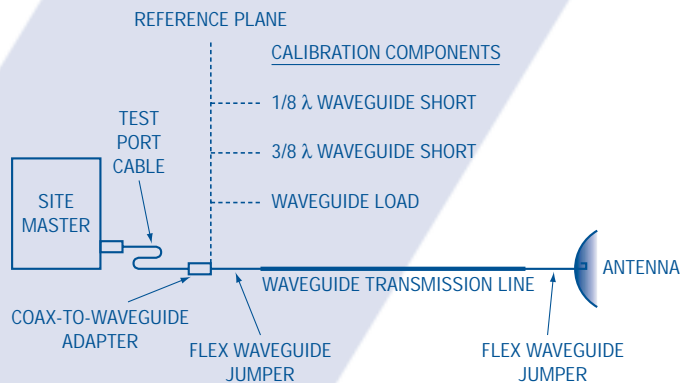 REFERENCE PLANE
CALIBRATION COMPONENTS
1/8 λ WAVEGUIDE SHORT
TEST
PORT
CABLE
3/8 λ WAVEGUIDE SHORT
SITE
MASTER
WAVEGUIDE LOAD
ANTENNA
WAVEGUIDE TRANSMISSION LINE
COAX-TO-WAVEGUIDE
ADAPTER
FLEX WAVEGUIDE
JUMPER
FLEX WAVEGUIDE
JUMPER